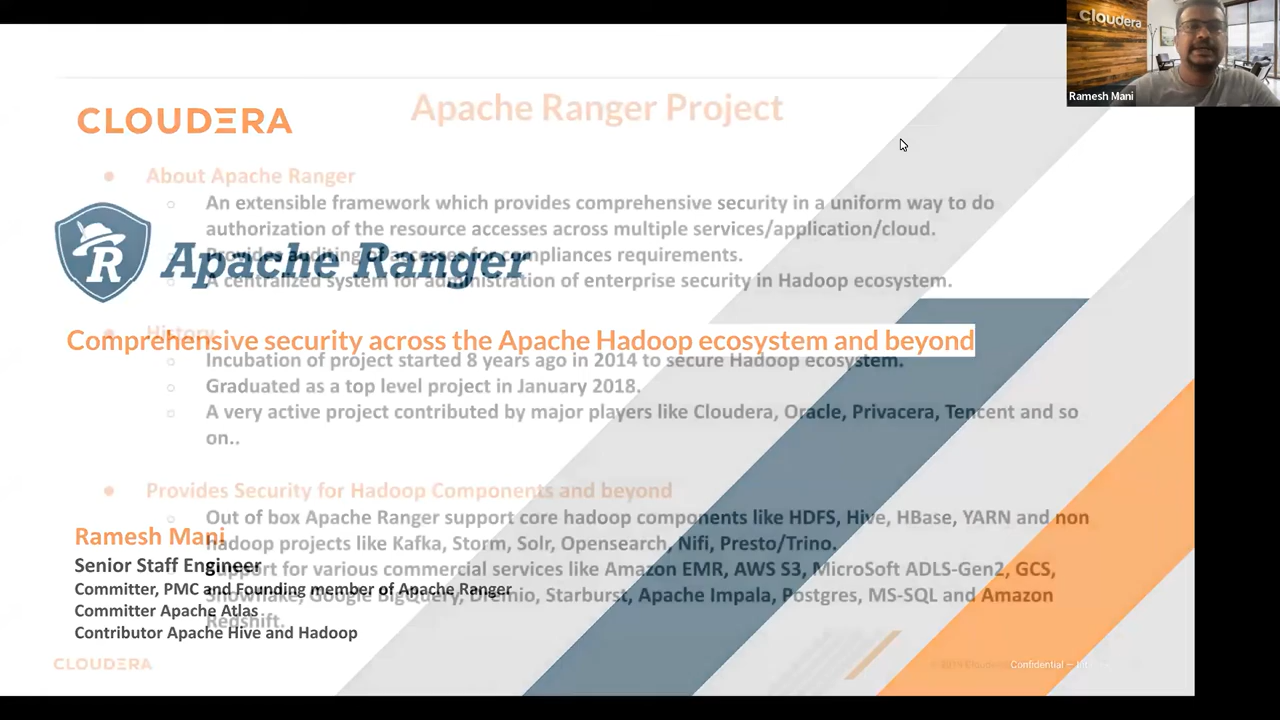 cloudera
Ramesh Mani
CLOUDERA
Apache Ranger Project
● About Apache Ranger
○ An extensible framework which provides comprehensive security in a uniform way to do
authorization of the resource accesses across multiple services/application/cloud.
○ Provides auditing of accesses for compliances requirements.
R
Apache Ranger
○ A centralized system for administration of enterprise security in Hadoop ecosystem.
● History
Comprehensive security across the Apache Hadoop ecosystem and beyond
○ Incubation of project started 8 years ago in 2014 to secure Hadoop ecosystem.
○ Graduated as a top level project in January 2018.
○ A very active project contributed by major players like Cloudera, Oracle, Privacera, Tencent and so
on..
● Provides Security for Hadoop Components and beyond
○ Out of box Apache Ranger support core hadoop components like HDFS, Hive, HBase, YARN and non
hadoop projects like Kafka, Storm, Solr, Opensearch, Nifi, Presto/Trino.
Ramesh Mani
Senior Staff Engineer
○ Support for various commercial services like Amazon EMR, AWS S3, MicroSoft ADLS-Gen2, GCS,
Snowflake, Google BigQuery, Dremio, Starburst, Apache Impala, Postgres, MS-SQL and Amazon
Redshift.
Committer, PMC and Founding member of Apache Ranger
Committer Apache Atlas
Contributor Apache Hive and Hadoop
CLOUDERA
Confidential